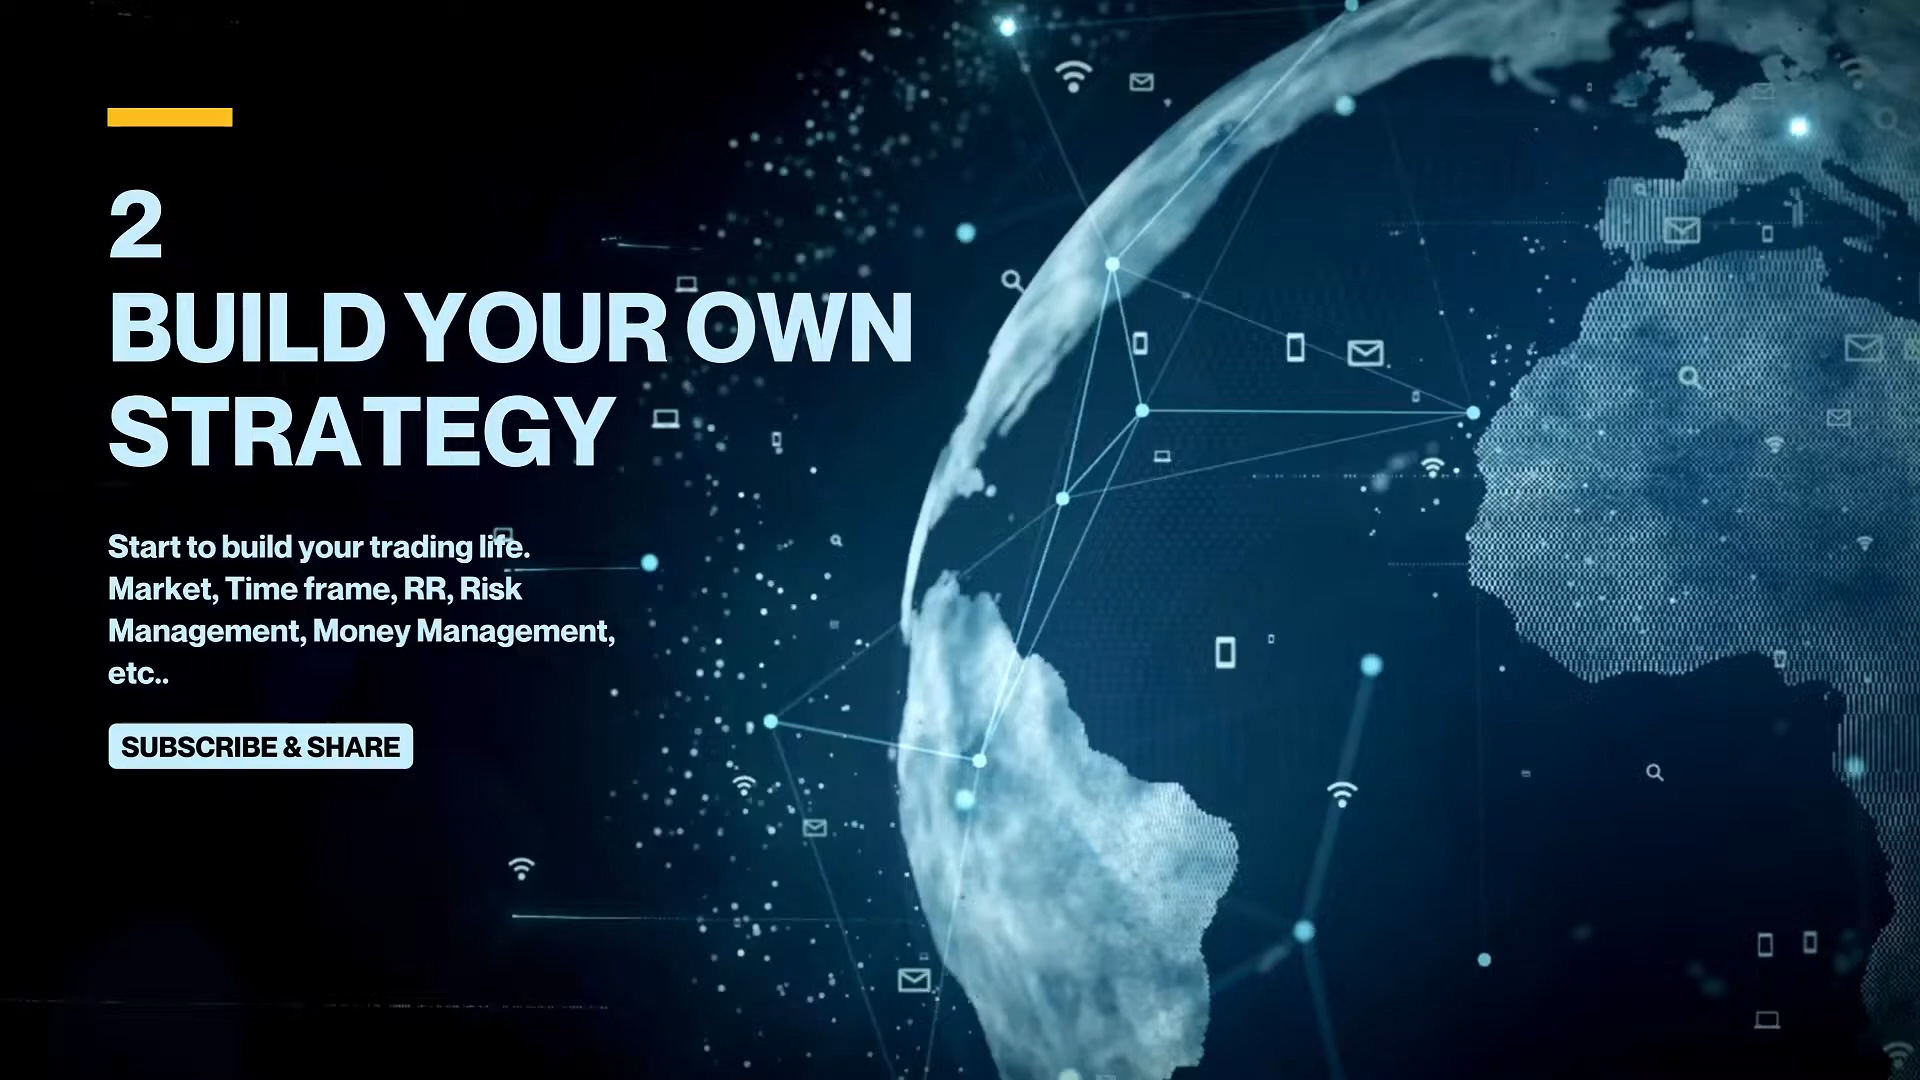 2
BUILD YOUR OWN
STRATEGY
Start to build your trading life.
Market, Time frame, RR, Risk
Management, Money Management,
etc..
SUBSCRIBE & SHARE